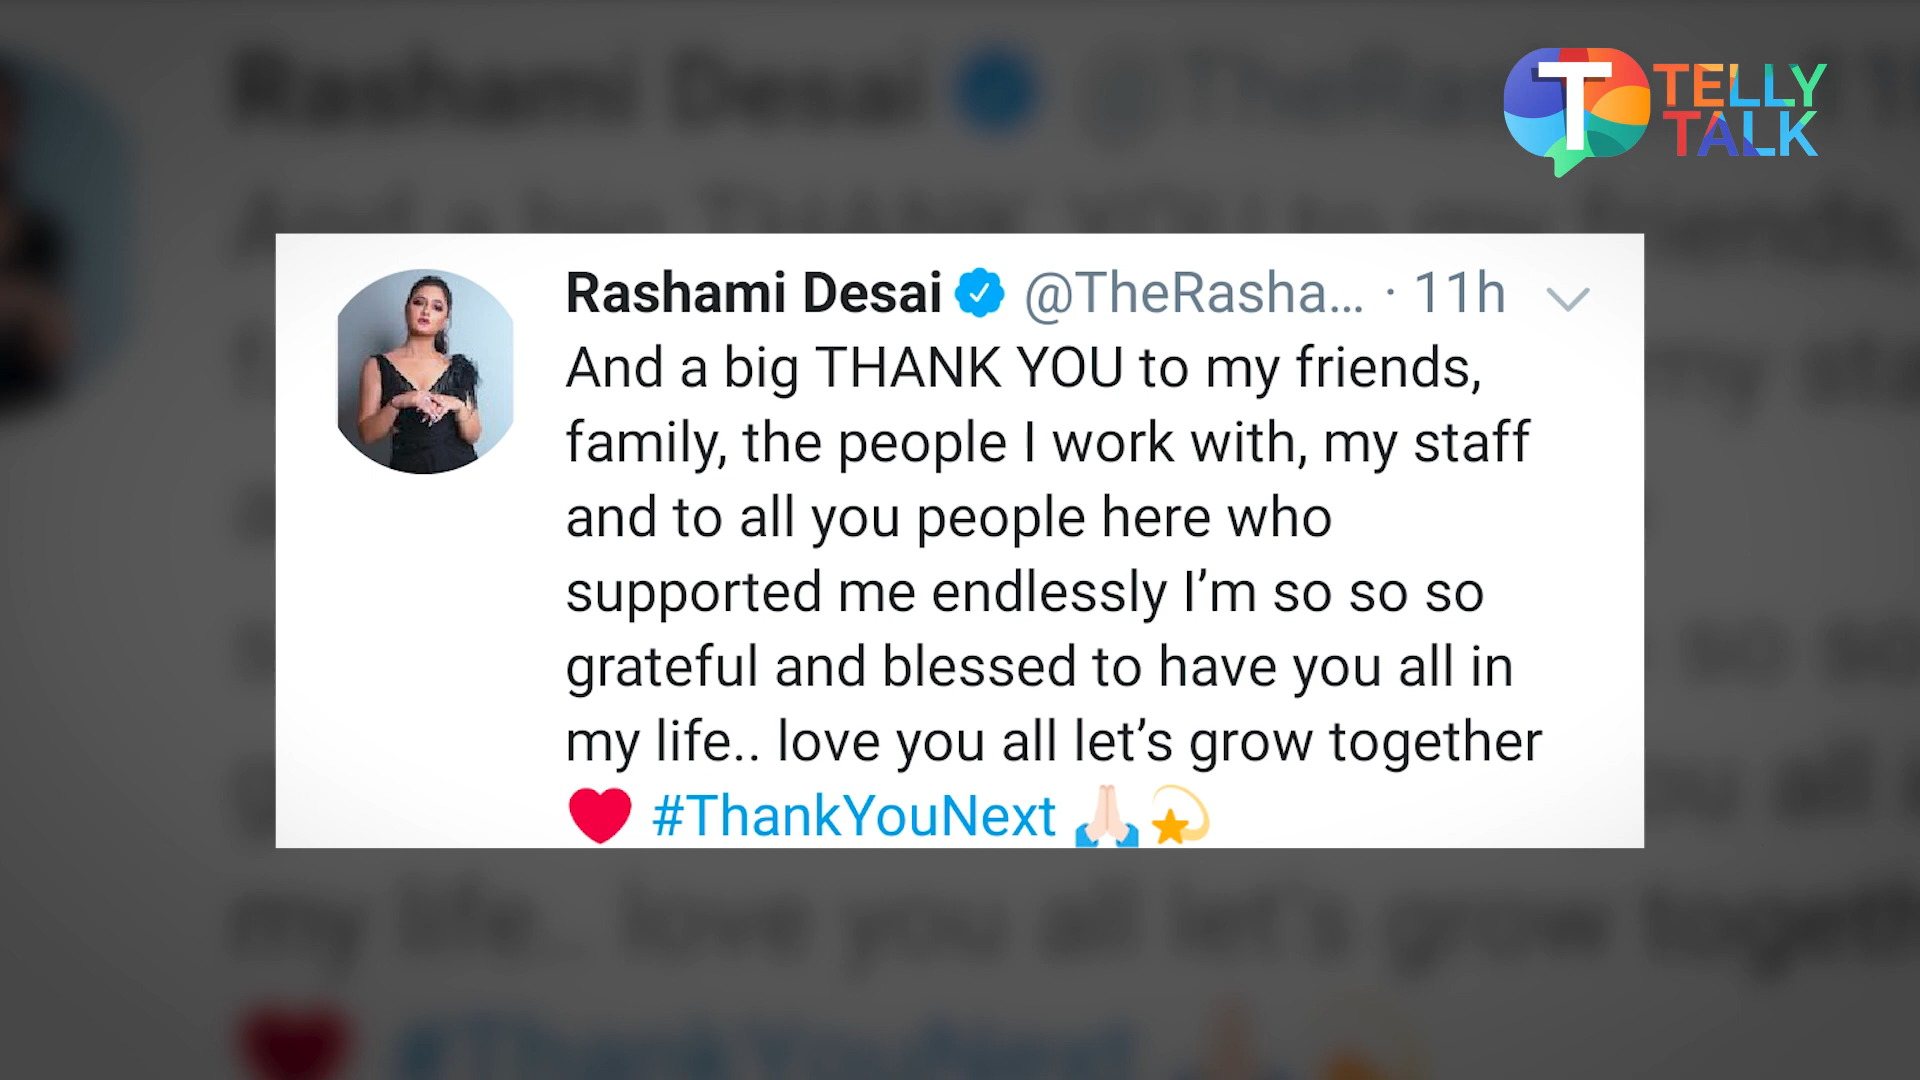 TELLY
TALK
Rashami Desai @TheRasha... · 11h
And a big THANK YOU to my friends,
family, the people I work with, my staff
and to all you people here who
supported me endlessly I’m so so so
grateful and blessed to have you all in
my life.. love you all let’s grow together
❤️ #ThankYouNext 🙏🏻💫